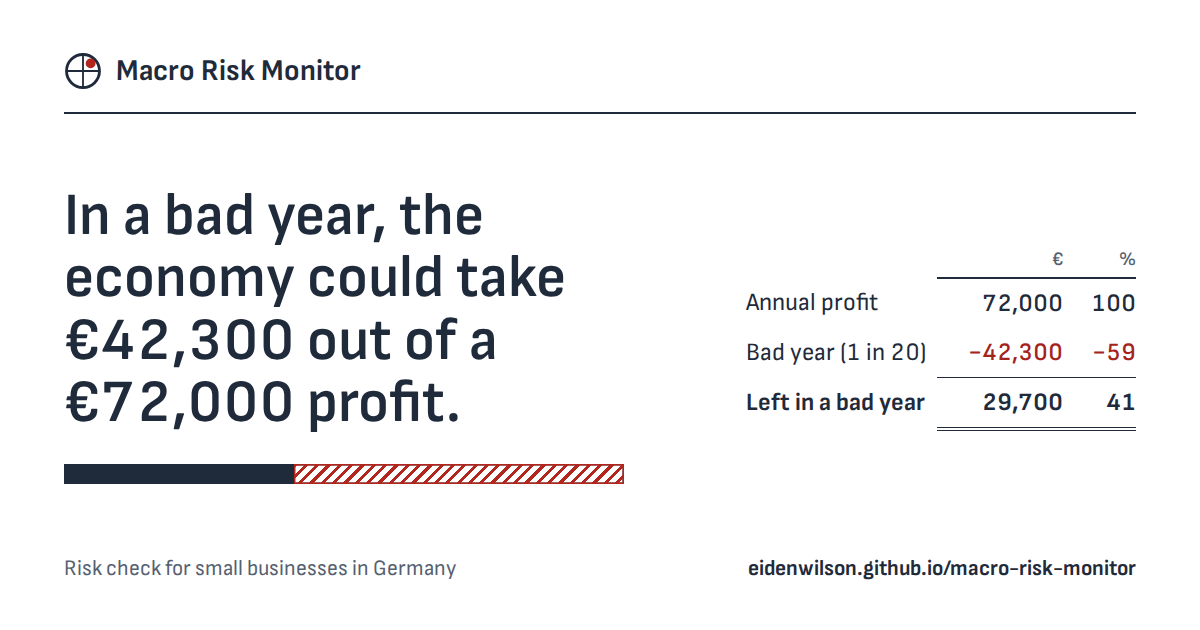 Macro Risk Monitor
In a bad year, the
economy could take
€42,300 out of a
€72,000 profit.
€ %
Annual profit 72,000 100
Bad year (1 in 20) −42,300 −59
Left in a bad year 29,700 41
Risk check for small businesses in Germany
eidenwilson.github.io/macro-risk-monitor